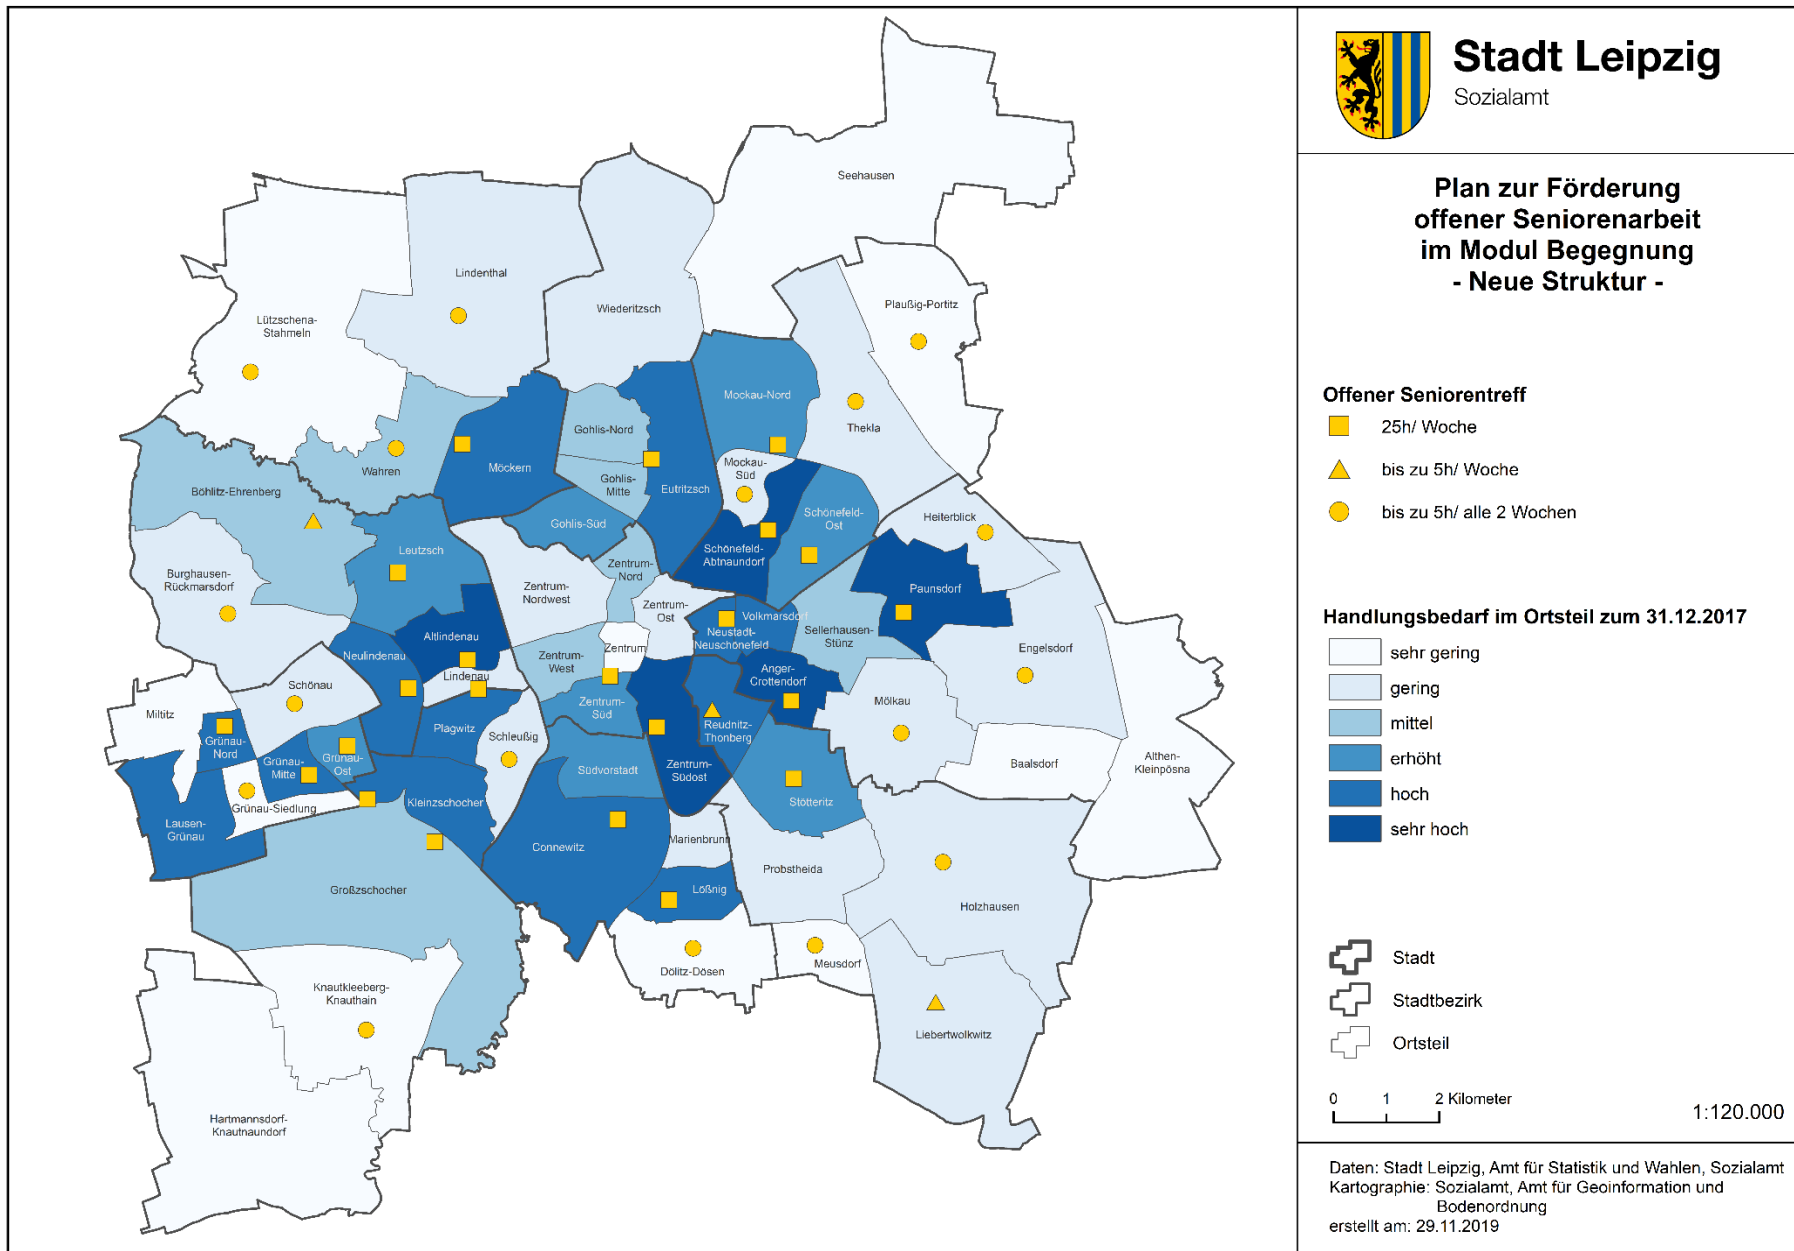 Stadt Leipzig
Sozialamt
Plan zur Förderung
offener Seniorenarbeit
im Modul Begegnung
- Neue Struktur -
Offener Seniorentreff
25h/ Woche
bis zu 5h/ Woche
bis zu 5h/ alle 2 Wochen
Handlungsbedarf im Ortsteil zum 31.12.2017
sehr gering
gering
mittel
erhöht
hoch
sehr hoch
Stadt
Stadtbezirk
Ortsteil
0 1 2 Kilometer
1:120.000
Daten: Stadt Leipzig, Amt für Statistik und Wahlen, Sozialamt
Kartographie: Sozialamt, Amt für Geoinformation und
Bodenordnung
erstellt am: 29.11.2019
Seehausen
Lindenthal
Wiederitzsch
Plaußig-Portitz
Lützschena-
Stahmeln
Mockau-Nord
Thekla
Gohlis-Nord
Möckern
Wahren
Mockau-
Süd
Gohlis-
Mitte
Eutritzsch
Böhlitz-Ehrenberg
Schönefeld-
Ost
Heiterblick
Gohlis-Süd
Leutzsch
Schönefeld-
Abtnaundorf
Burghausen-
Rückmarsdorf
Zentrum-
Nord
Zentrum-
Nordwest
Paunsdorf
Zentrum-
Ost
Volkmarsdorf
Neustadt-
Neuschönefeld
Sellerhausen-
Stünz
Altlindenau
Zentrum
Engelsdorf
Neulindenau
Zentrum-
West
Lindenau
Anger-
Crottendorf
Schönau
Mölkau
Miltitz
Zentrum-
Süd
Reudnitz-
Thonberg
Plagwitz
Schleußig
Grünau-
Nord
Grünau-
Mitte
Grünau-
Ost
Südvorstadt
Zentrum-
Südost
Baalsdorf
Althen-
Kleinpösna
Stötteritz
Kleinzschocher
Grünau-Siedlung
Lausen-
Grünau
Connewitz
Marienbrunn
Probstheida
Großzschocher
Lößnig
Holzhausen
Dölitz-Dösen
Meusdorf
Knautkleeberg-
Knauthain
Liebertwolkwitz
Hartmannsdorf-
Knautnaundorf